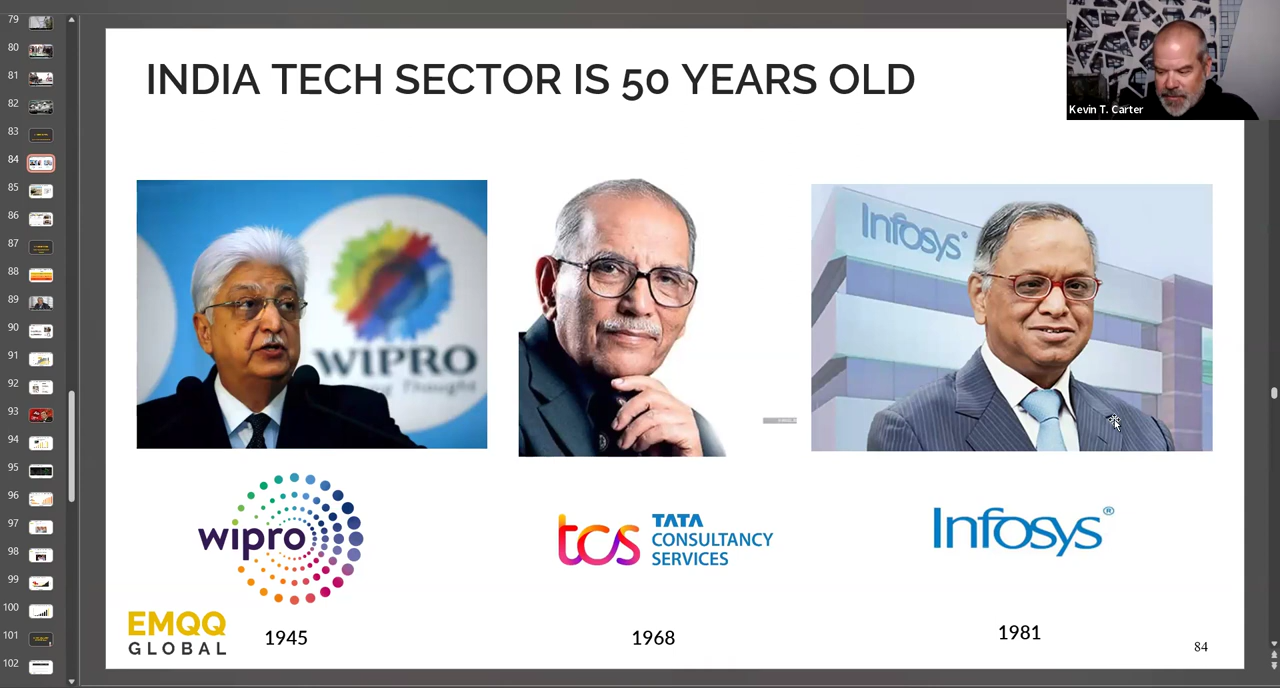 79
80
81
82
83
84
85
86
87
88
89
90
91
92
93
94
95
96
97
98
99
100
101
102
INDIA TECH SECTOR IS 50 YEARS OLD
Kevin T. Carter
WIPRO
Thought
Infosys
wipro
tcs TATA
CONSULTANCY
SERVICES
Infosys®
EMQQ
GLOBAL
1945
1968
1981
84